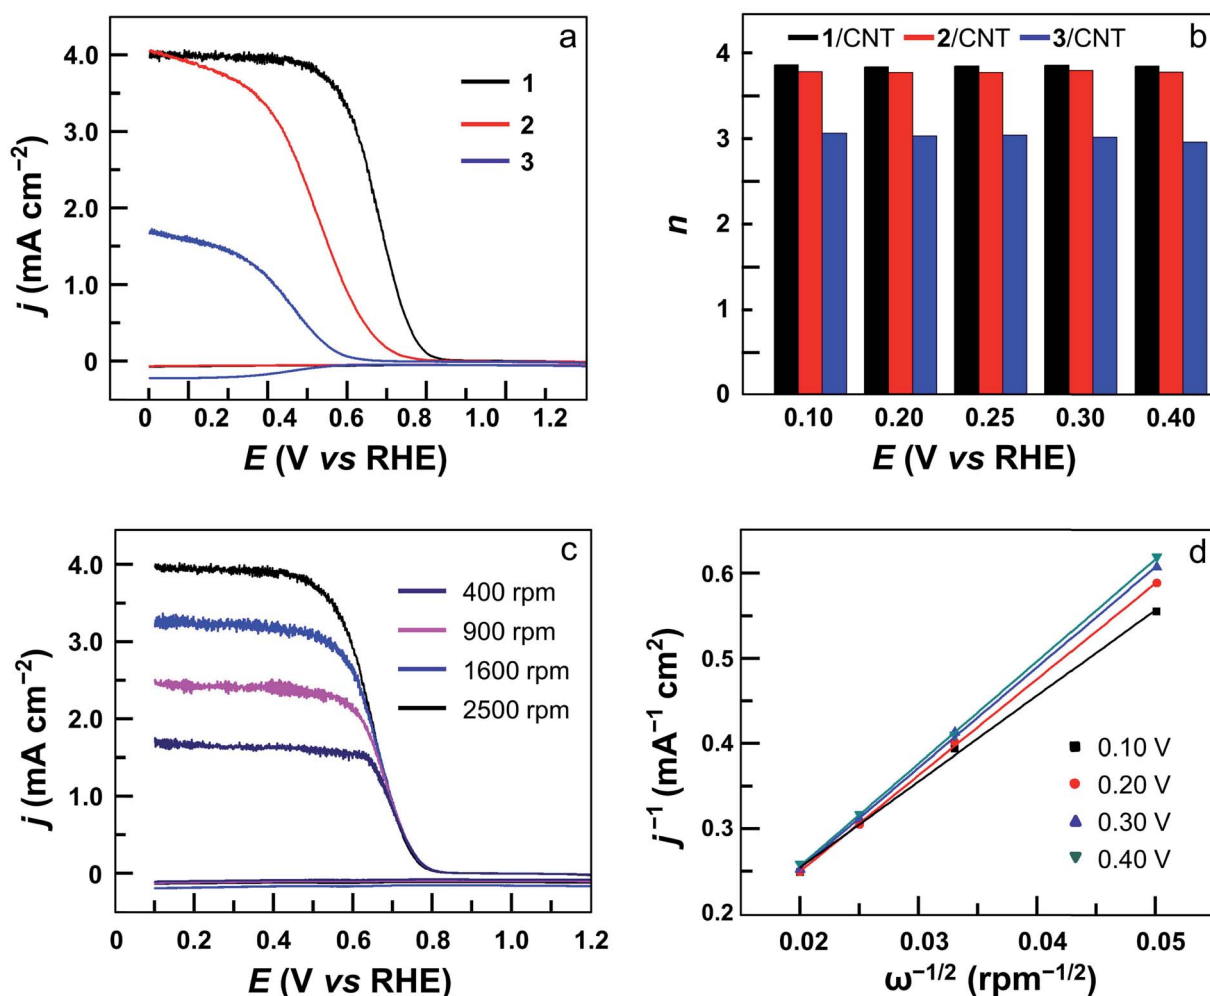 a
4.0
3.0
2.0
1.0
0
j (mA cm⁻²)
1
2
3
0 0.2 0.4 0.6 0.8 1.0 1.2
E (V vs RHE)
b
1/CNT 2/CNT 3/CNT
4
3
2
1
0
n
0.10 0.20 0.25 0.30 0.40
E (V vs RHE)
c
4.0
3.0
2.0
1.0
0
j (mA cm⁻²)
400 rpm
900 rpm
1600 rpm
2500 rpm
0 0.2 0.4 0.6 0.8 1.0 1.2
E (V vs RHE)
d
0.6
0.5
0.4
0.3
0.2
j⁻¹ (mA⁻¹ cm²)
0.10 V
0.20 V
0.30 V
0.40 V
0.02 0.03 0.04 0.05
ω⁻¹/² (rpm⁻¹/²)